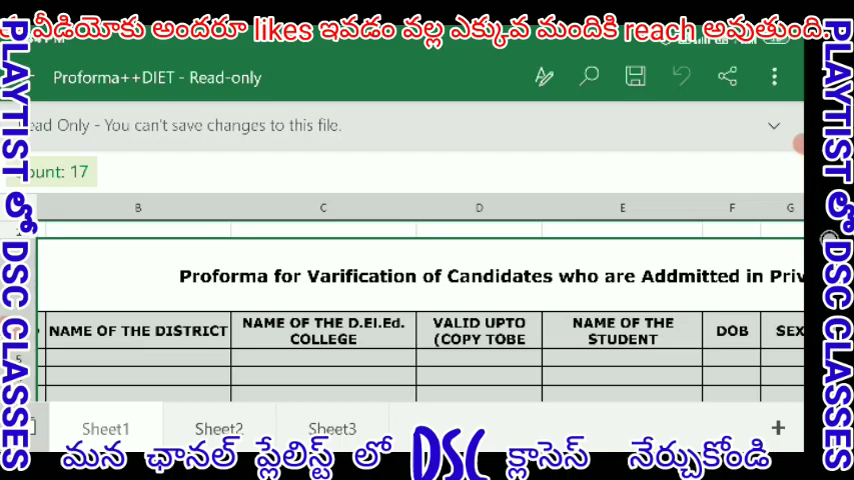 వీడియోకు అందరూ likes ఇవడం వల్ల ఎక్కువ మందికి reach అవుతుంది.
Proforma++DIET - Read-only
ead Only - You can't save changes to this file.
ount: 17
B C D E F G
1
Proforma for Varification of Candidates who are Addmitted in Priv
NAME OF THE DISTRICT
NAME OF THE D.El.Ed. COLLEGE
VALID UPTO (COPY TOBE
NAME OF THE STUDENT
DOB
SEX
5
Sheet1 Sheet2 Sheet3
మన ఛానల్ ప్లేలిస్ట్ లో DSC క్లాసెస్ నేర్చుకోండి
PLAYTIST లో DSC CLASSES
PLAYTIST లో DSC CLASSES